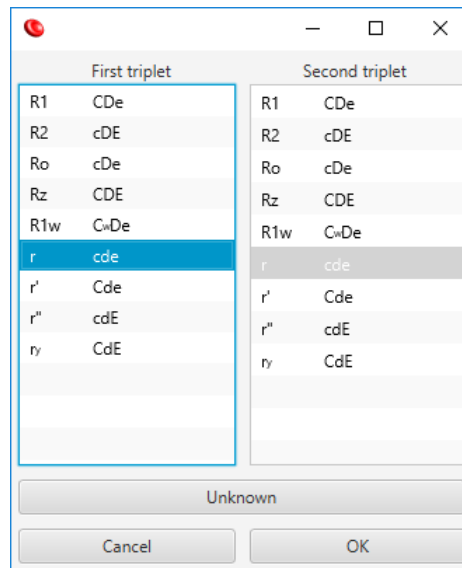 First triplet Second triplet
R1 CDe R1 CDe
R2 cDE R2 cDE
Ro cDe Ro cDe
Rz CDE Rz CDE
R1w CwDe R1w CwDe
r cde r cde
r' Cde r' Cde
r" cdE r" cdE
ry CdE ry CdE
Unknown
Cancel OK